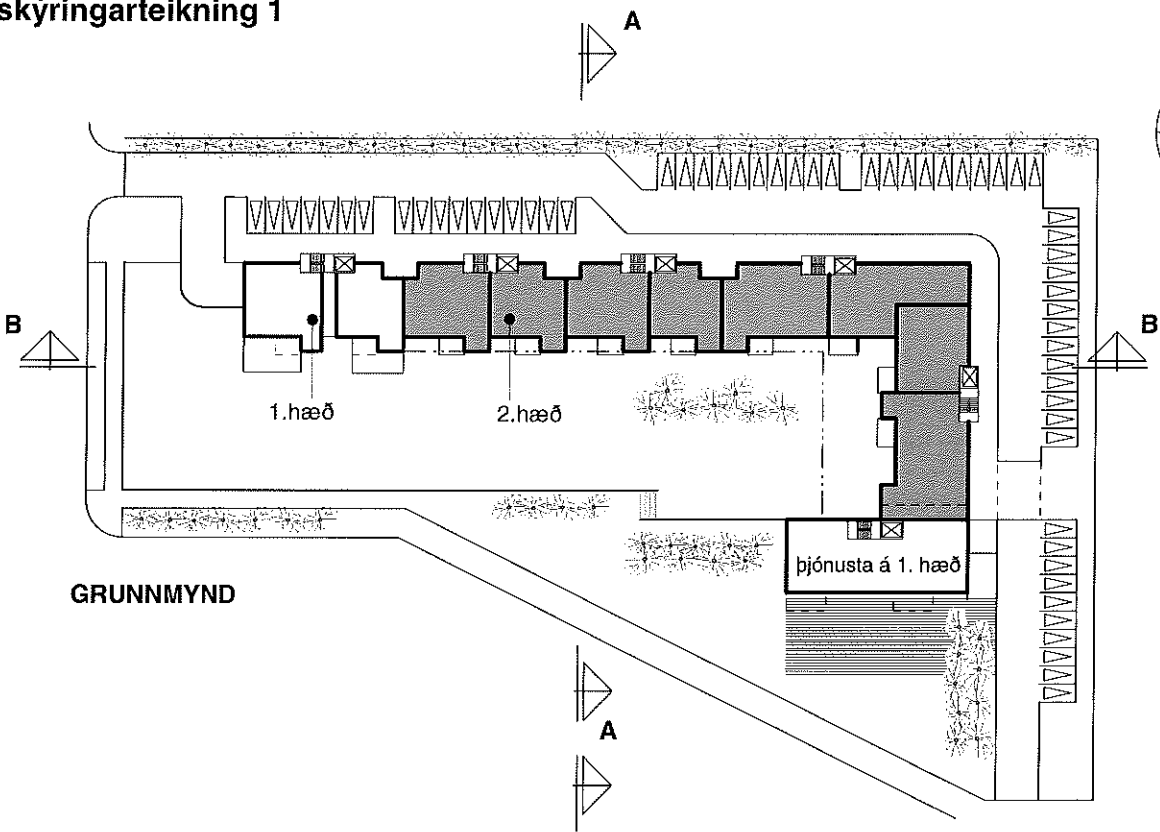 skýringarteikning 1
A
B
B
1.hæð
2.hæð
þjónusta á 1. hæð
GRUNNMYND
A